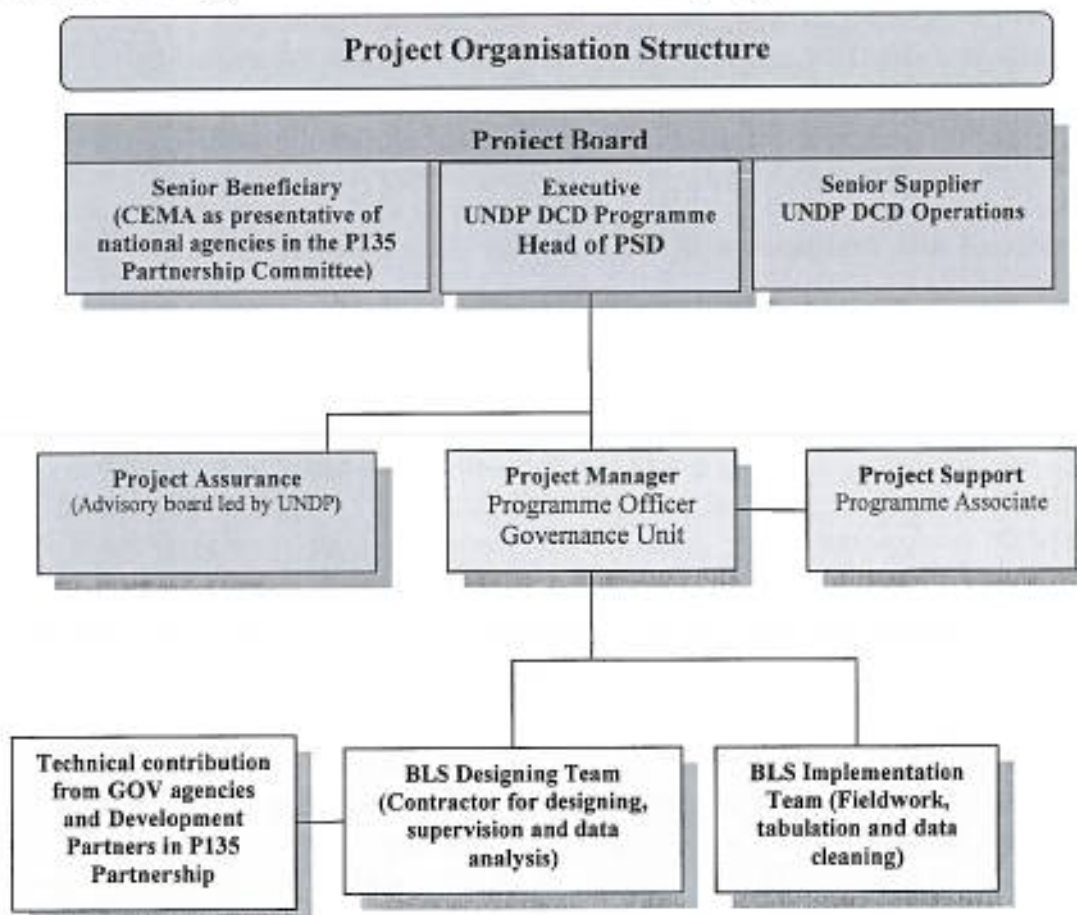 Project Organisation Structure
Project Board
Senior Beneficiary
(CEMA as presentative of
national agencies in the P135
Partnership Committee)
Executive
UNDP DCD Programme
Head of PSD
Senior Supplier
UNDP DCD Operations
Project Assurance
(Advisory board led by UNDP)
Project Manager
Programme Officer
Governance Unit
Project Support
Programme Associate
Technical contribution
from GOV agencies
and Development
Partners in P135
Partnership
BLS Designing Team
(Contractor for designing,
supervision and data
analysis)
BLS Implementation
Team (Fieldwork,
tabulation and data
cleaning)